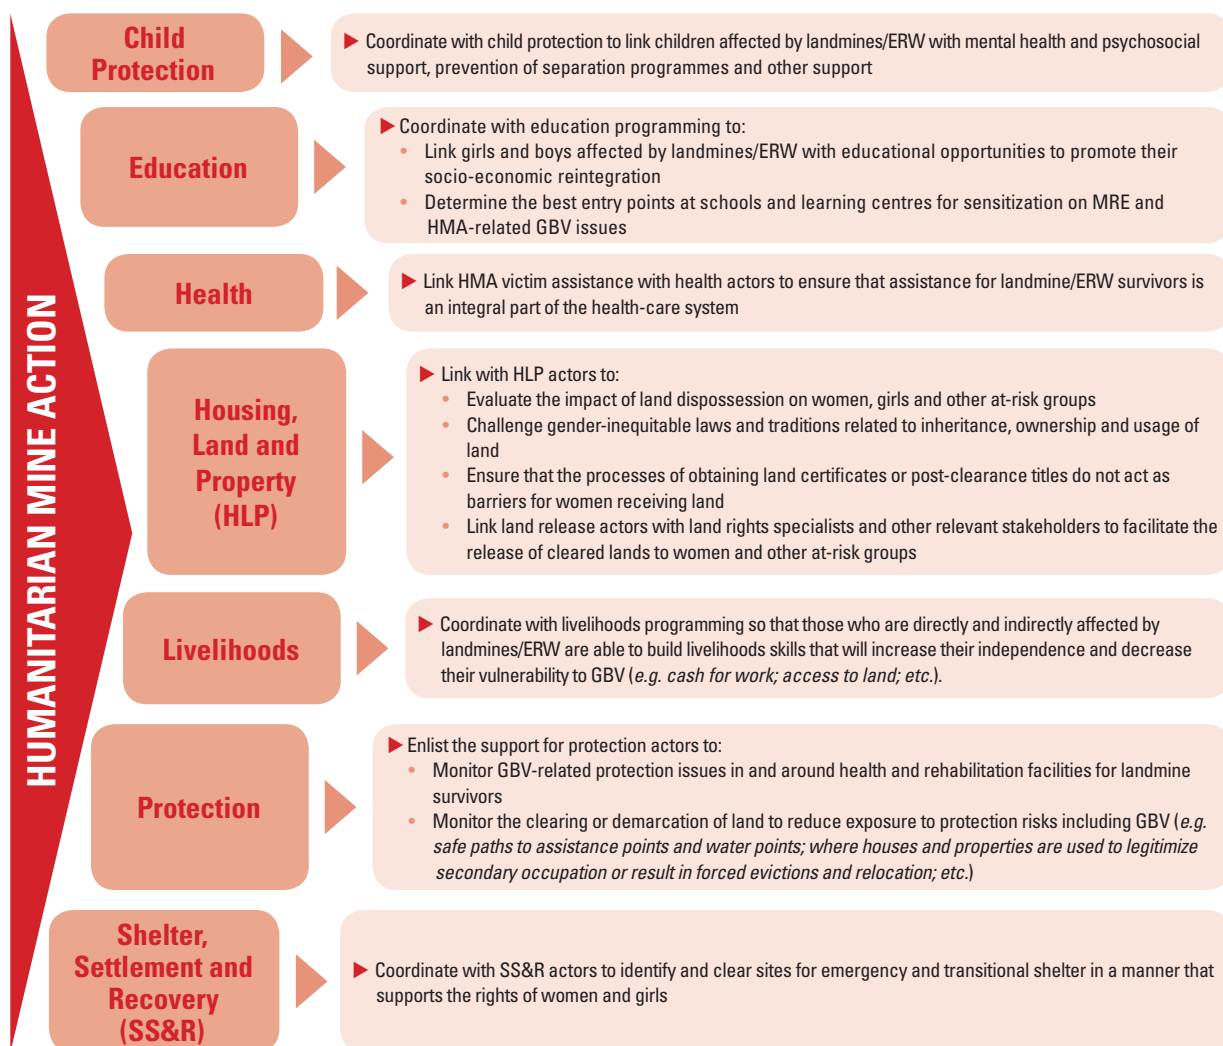 HUMANITARIAN MINE ACTION
Child
Protection
▶ Coordinate with child protection to link children affected by landmines/ERW with mental health and psychosocial
support, prevention of separation programmes and other support
Education
▶ Coordinate with education programming to:
• Link girls and boys affected by landmines/ERW with educational opportunities to promote their
socio-economic reintegration
• Determine the best entry points at schools and learning centres for sensitization on MRE and
HMA-related GBV issues
Health
▶ Link HMA victim assistance with health actors to ensure that assistance for landmine/ERW survivors is
an integral part of the health-care system
Housing,
Land and
Property
(HLP)
▶ Link with HLP actors to:
• Evaluate the impact of land dispossession on women, girls and other at-risk groups
• Challenge gender-inequitable laws and traditions related to inheritance, ownership and usage of
land
• Ensure that the processes of obtaining land certificates or post-clearance titles do not act as
barriers for women receiving land
• Link land release actors with land rights specialists and other relevant stakeholders to facilitate the
release of cleared lands to women and other at-risk groups
Livelihoods
▶ Coordinate with livelihoods programming so that those who are directly and indirectly affected by
landmines/ERW are able to build livelihoods skills that will increase their independence and decrease
their vulnerability to GBV (e.g. cash for work; access to land; etc.).
Protection
▶ Enlist the support for protection actors to:
• Monitor GBV-related protection issues in and around health and rehabilitation facilities for landmine
survivors
• Monitor the clearing or demarcation of land to reduce exposure to protection risks including GBV (e.g.
safe paths to assistance points and water points; where houses and properties are used to legitimize
secondary occupation or result in forced evictions and relocation; etc.)
Shelter,
Settlement and
Recovery
(SS&R)
▶ Coordinate with SS&R actors to identify and clear sites for emergency and transitional shelter in a manner that
supports the rights of women and girls